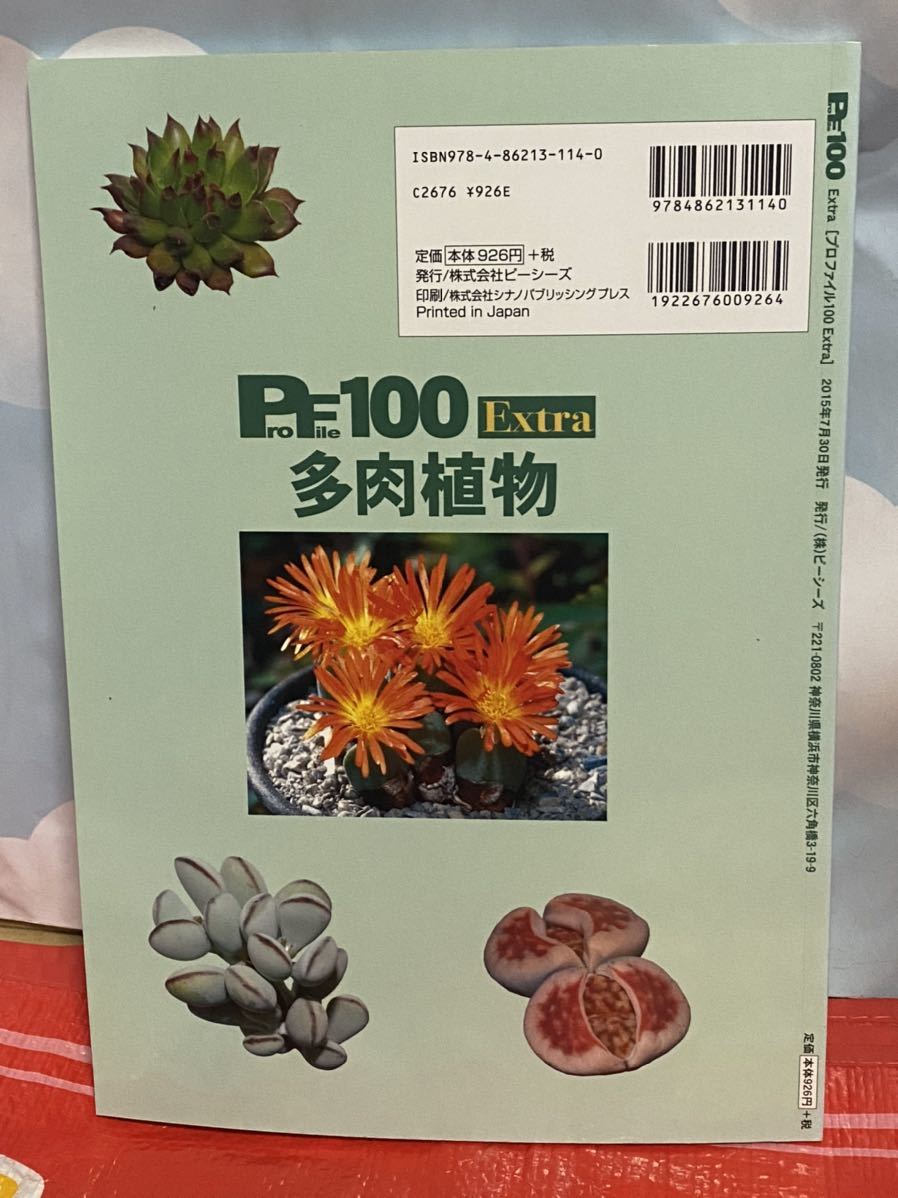 ISBN978-4-86213-114-0
C2676 ¥926E
9784862131140
定価 本体926円 +税
発行/株式会社ピーシーズ
印刷/株式会社シナノパブリッシングプレス
Printed in Japan
1922676009264
ProFile100 Extra
多肉植物
ProFile100 Extra [プロファイル100 Extra] 2015年7月30日発行 発行/(株)ピーシーズ 〒221-0802 神奈川県横浜市神奈川区六角橋3-19-9
定価 本体926円 +税